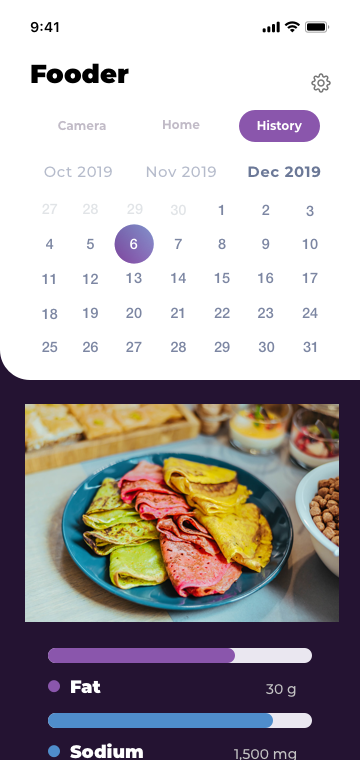 9:41
Fooder
Camera Home History
Oct 2019 Nov 2019 Dec 2019
27 28 29 30 1 2 3
4 5 6 7 8 9 10
11 12 13 14 15 16 17
18 19 20 21 22 23 24
25 26 27 28 29 30 31
Fat 30 g
Sodium 1,500 mg